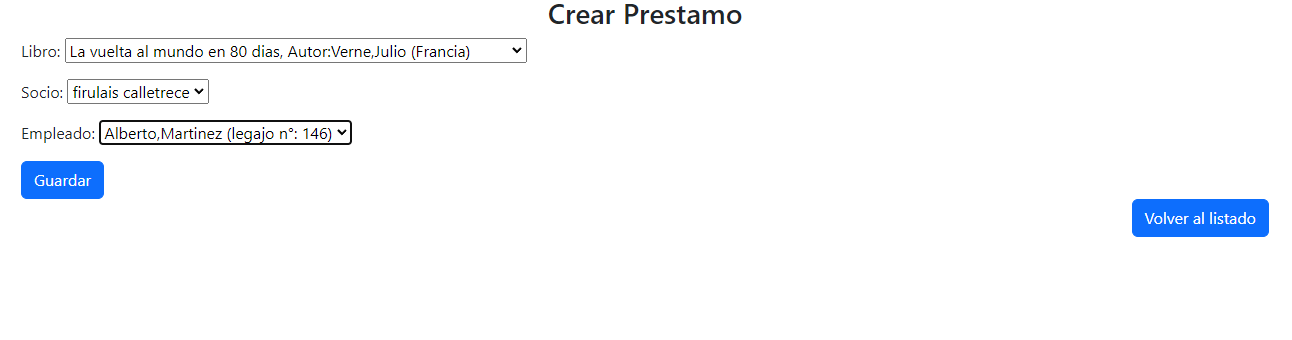 Crear Prestamo
Libro: La vuelta al mundo en 80 dias, Autor:Verne,Julio (Francia)
Socio: firulais calletrece
Empleado: Alberto,Martinez (legajo n°: 146)
Guardar
Volver al listado